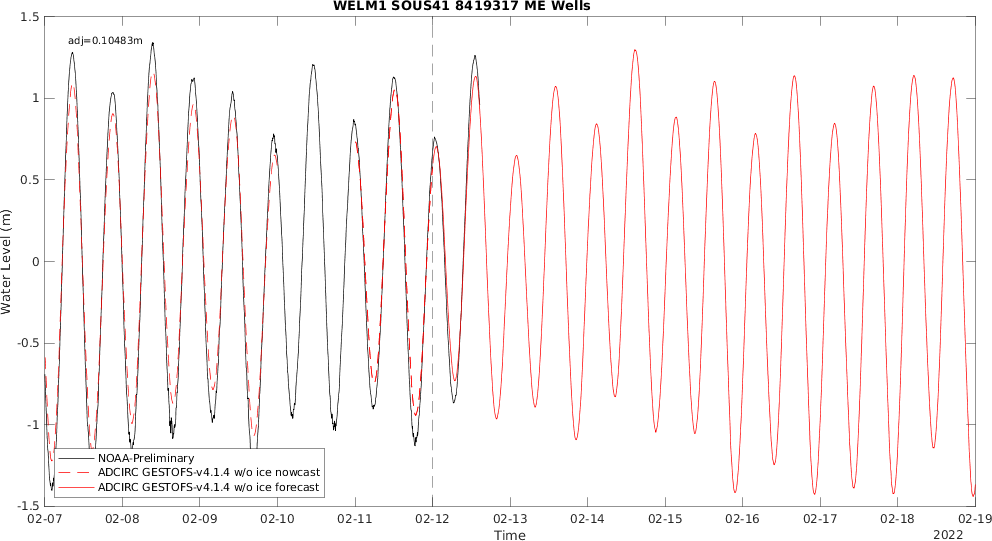 WELM1 SOUS41 8419317 ME Wells
adj=0.10483m
Water Level (m)
1.5
1
0.5
0
-0.5
-1
-1.5
NOAA-Preliminary
ADCIRC GESTOFS-v4.1.4 w/o ice nowcast
ADCIRC GESTOFS-v4.1.4 w/o ice forecast
02-07 02-08 02-09 02-10 02-11 02-12 02-13 02-14 02-15 02-16 02-17 02-18 02-19
Time
2022